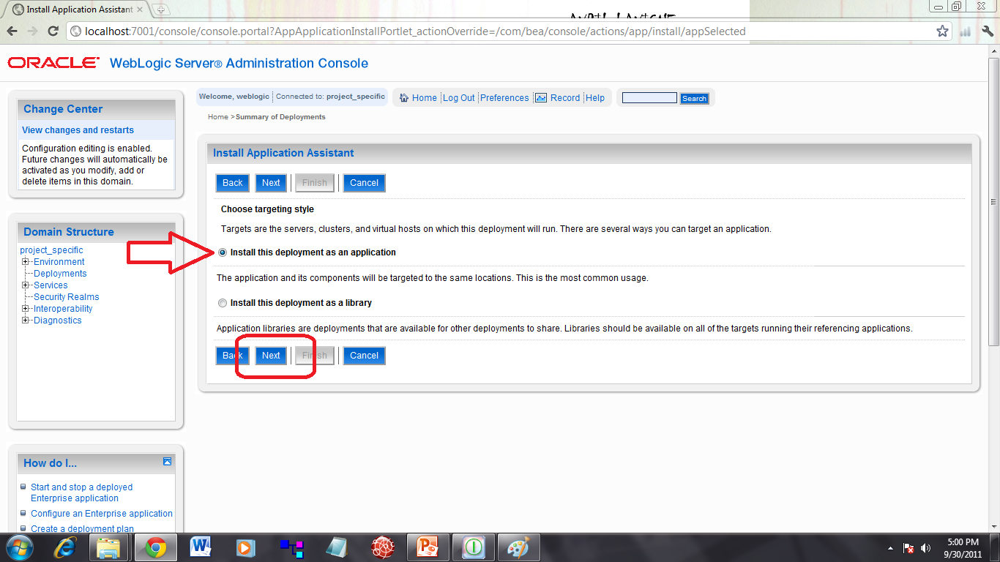 Install Application Assistant
localhost:7001/console/console.portal?AppApplicationInstallPortlet_actionOverride=/com/bea/console/actions/app/install/appSelected
ORACLE WebLogic Server® Administration Console
Change Center
View changes and restarts
Configuration editing is enabled.
Future changes will automatically be
activated as you modify, add or
delete items in this domain.
Domain Structure
project_specific
Environment
Deployments
Services
Security Realms
Interoperability
Diagnostics
How do I...
Start and stop a deployed
Enterprise application
Configure an Enterprise application
Create a deployment plan
Welcome, weblogic Connected to: project_specific Home Log Out Preferences Record Help Search
Home >Summary of Deployments
Install Application Assistant
Back Next Finish Cancel
Choose targeting style
Targets are the servers, clusters, and virtual hosts on which this deployment will run. There are several ways you can target an application.
Install this deployment as an application
The application and its components will be targeted to the same locations. This is the most common usage.
Install this deployment as a library
Application libraries are deployments that are available for other deployments to share. Libraries should be available on all of the targets running their referencing applications.
Back Next Finish Cancel
5:00 PM
9/30/2011